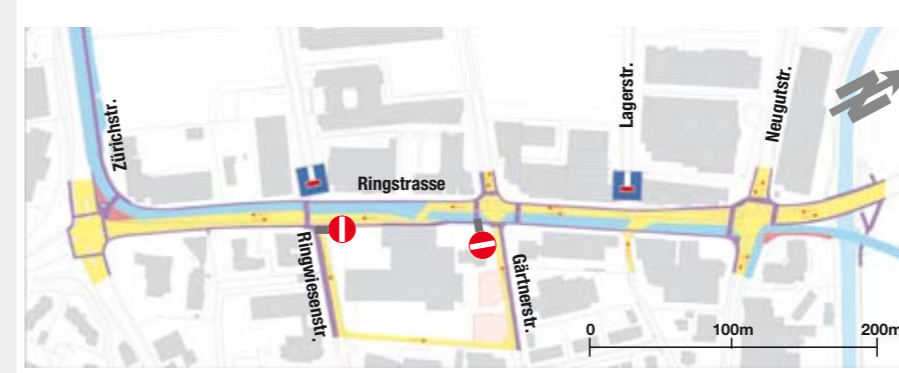 Zürichstr.
Lagerstr.
Neugutstr.
Ringstrasse
Ringwiesenstr.
Gärtnerstr.
0 100m 200m